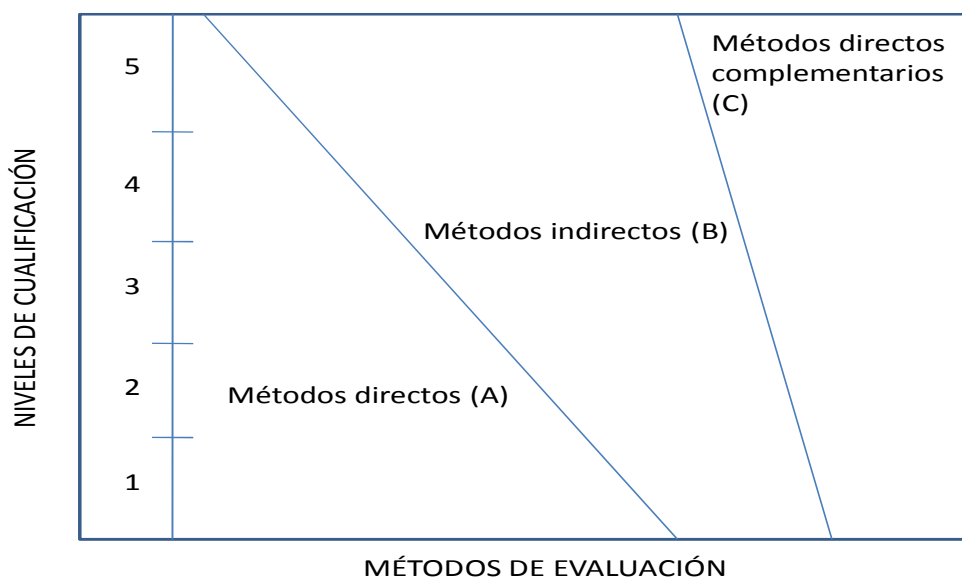 NIVELES DE CUALIFICACIÓN
5
4
3
2
1
Métodos directos
complementarios
(C)
Métodos indirectos (B)
Métodos directos (A)
MÉTODOS DE EVALUACIÓN